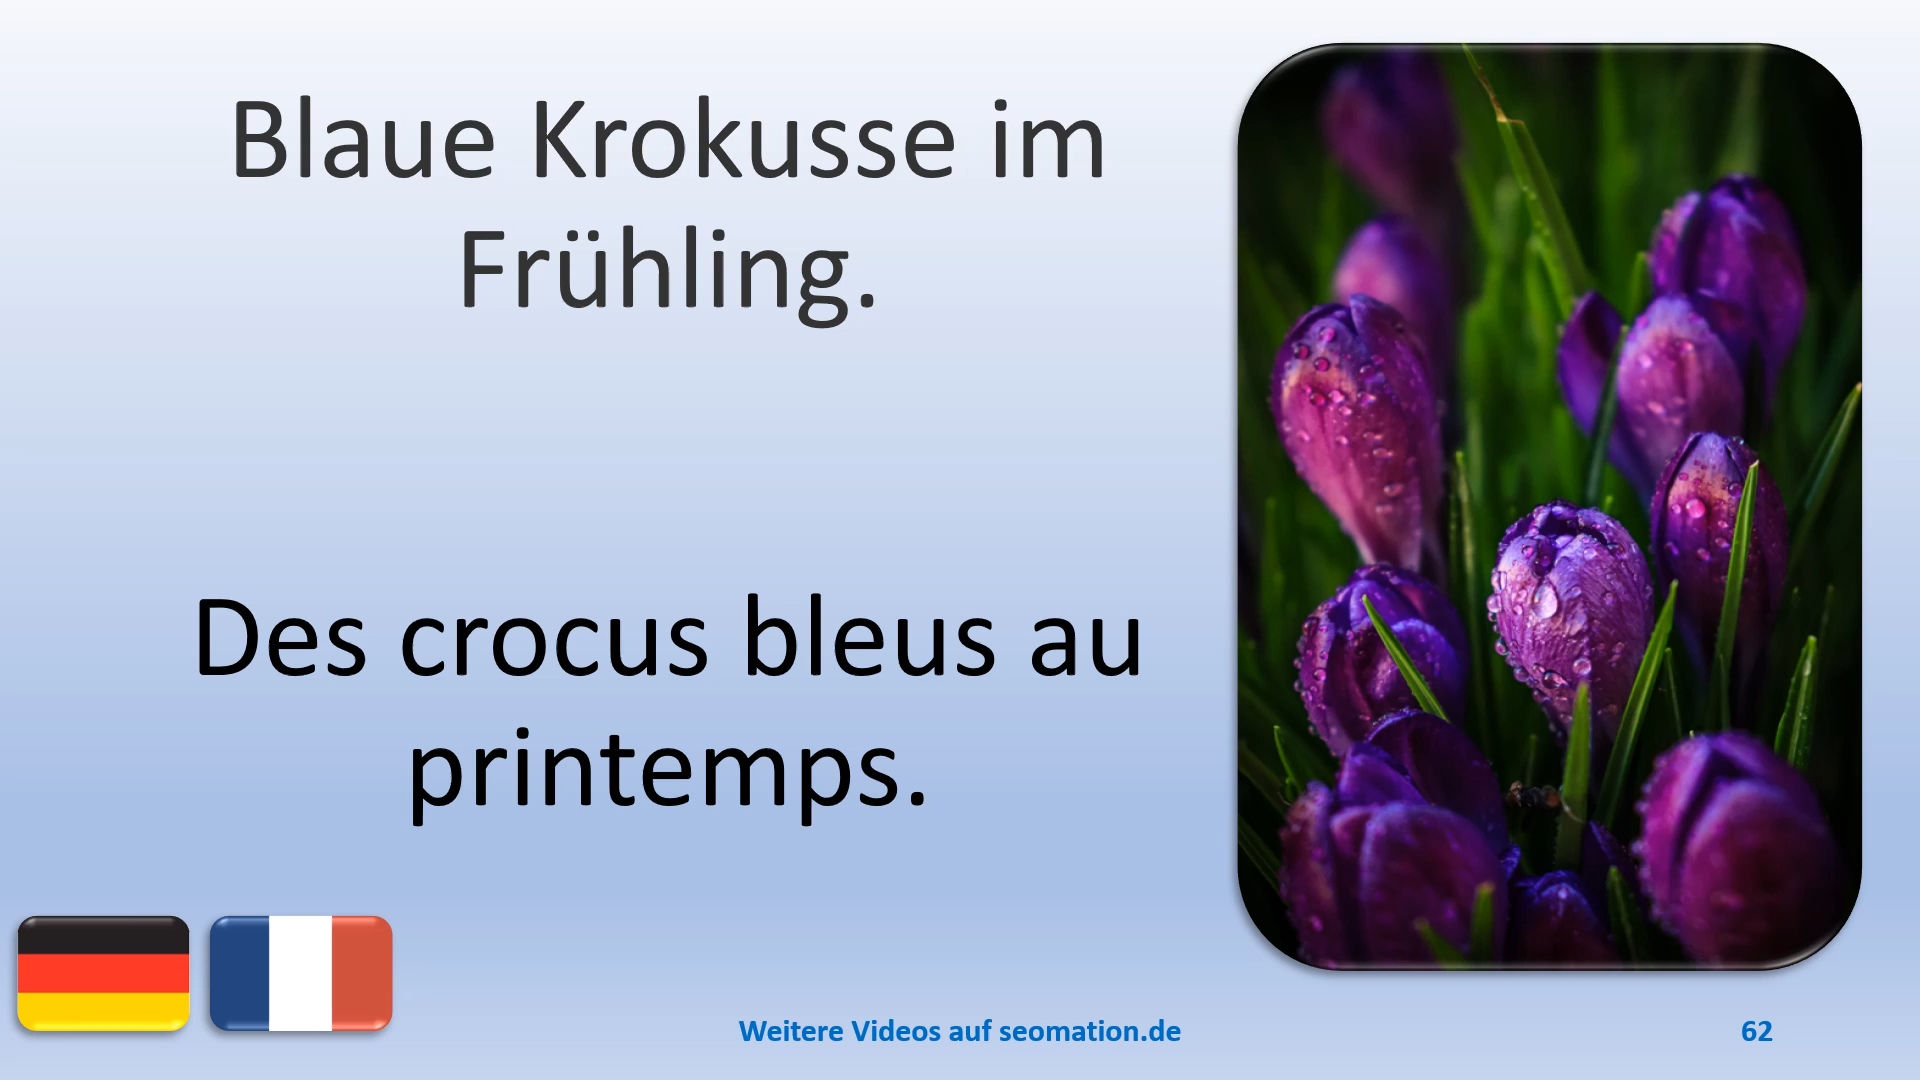 Blaue Krokusse im
Frühling.
Des crocus bleus au
printemps.
Weitere Videos auf seomation.de
62